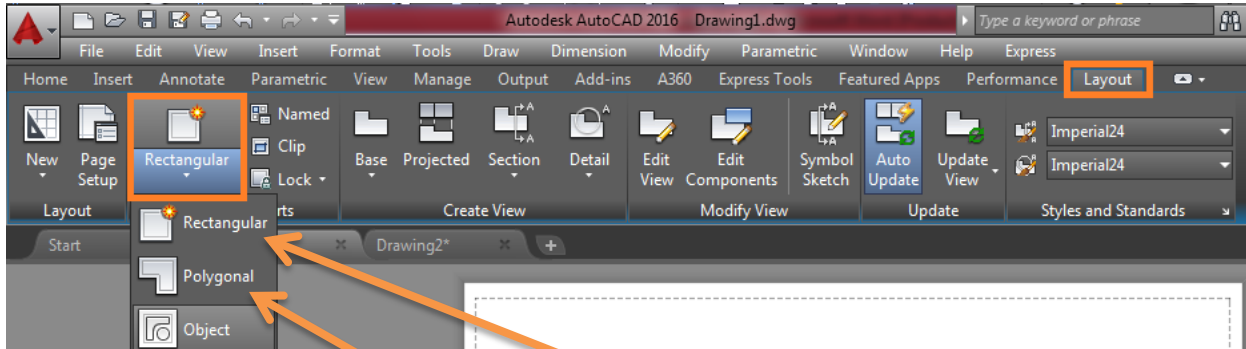 Autodesk AutoCAD 2016 Drawing1.dwg Type a keyword or phrase
File Edit View Insert Format Tools Draw Dimension Modify Parametric Window Help Express
Home Insert Annotate Parametric View Manage Output Add-ins A360 Express Tools Featured Apps Performance Layout
New
Page Setup
Rectangular
Named
Clip
Lock
Base
Projected
Section
Detail
Edit View
Edit Components
Symbol Sketch
Auto Update
Update View
Imperial24
Imperial24
Layout Create View Modify View Update Styles and Standards
Start Drawing2*
Rectangular
Polygonal
Object